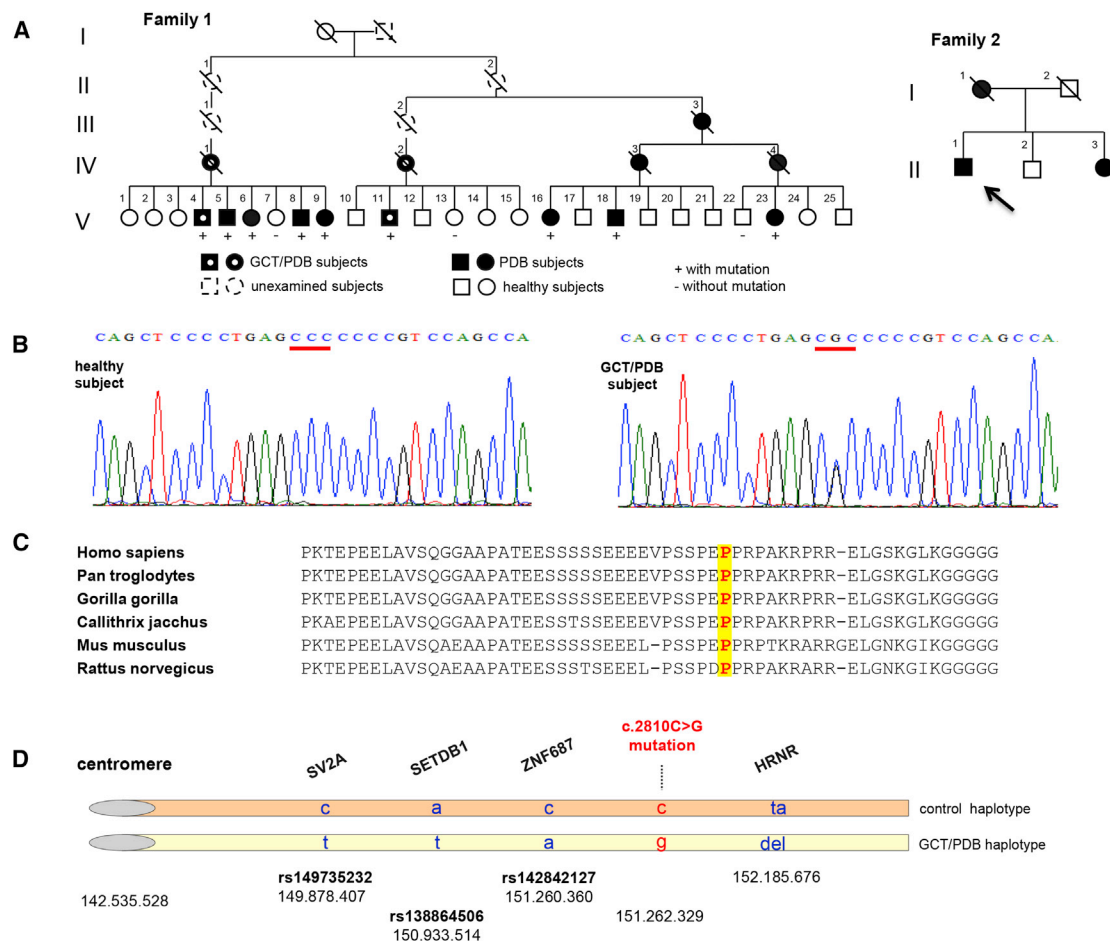 A
Family 1
Family 2
I
1
2
II
1
2
III
1
2
3
IV
1
2
3
4
V
1 2 3 4 5 6 7 8 9 10 11 12 13 14 15 16 17 18 19 20 21 22 23 24 25
+ + + - + + + - + + - +
I
1
2
II
1
2
3
GCT/PDB subjects
PDB subjects
+ with mutation
unexamined subjects
healthy subjects
- without mutation
B
C A G C T C C C C T G A G C C C C C C C G T C C A G C C A
healthy
subject
C A G C T C C C C T G A G C G C C C C C G T C C A G C C A
GCT/PDB
subject
C
Homo sapiens PKTEPEELAVSQGGAAPATEESSSSSEEEEVPSSPEPPRPAKRPRR-ELGSKGLKGGGGG
Pan troglodytes PKTEPEELAVSQGGAAPATEESSSSSEEEEVPSSPEPPRPAKRPRR-ELGSKGLKGGGGG
Gorilla gorilla PKTEPEELAVSQGGAAPATEESSSSSEEEEVPSSPEPPRPAKRPRR-ELGSKGLKGGGGG
Callithrix jacchus PKAEPEELAVSQGGAAPATEESSTSSEEEEVPSSPEPPRPAKRPRR-ELGSKGLKGGGGG
Mus musculus PKTEPEELAVSQAEAAPATEESSSSSEEEL-PSSPEPPRPTKRARRGELGNKGIKGGGGG
Rattus norvegicus PKTEPEELAVSQAEAAPATEESSSTSEEEL-PSSPDPPRPAKRARR-ELGSKGIKGGGGG
D
centromere
SV2A
SETDB1
ZNF687
c.2810C>G
mutation
HRNR
c a c c ta
control haplotype
t t a g del
GCT/PDB haplotype
142.535.528
rs149735232
149.878.407
rs138864506
150.933.514
rs142842127
151.260.360
151.262.329
152.185.676